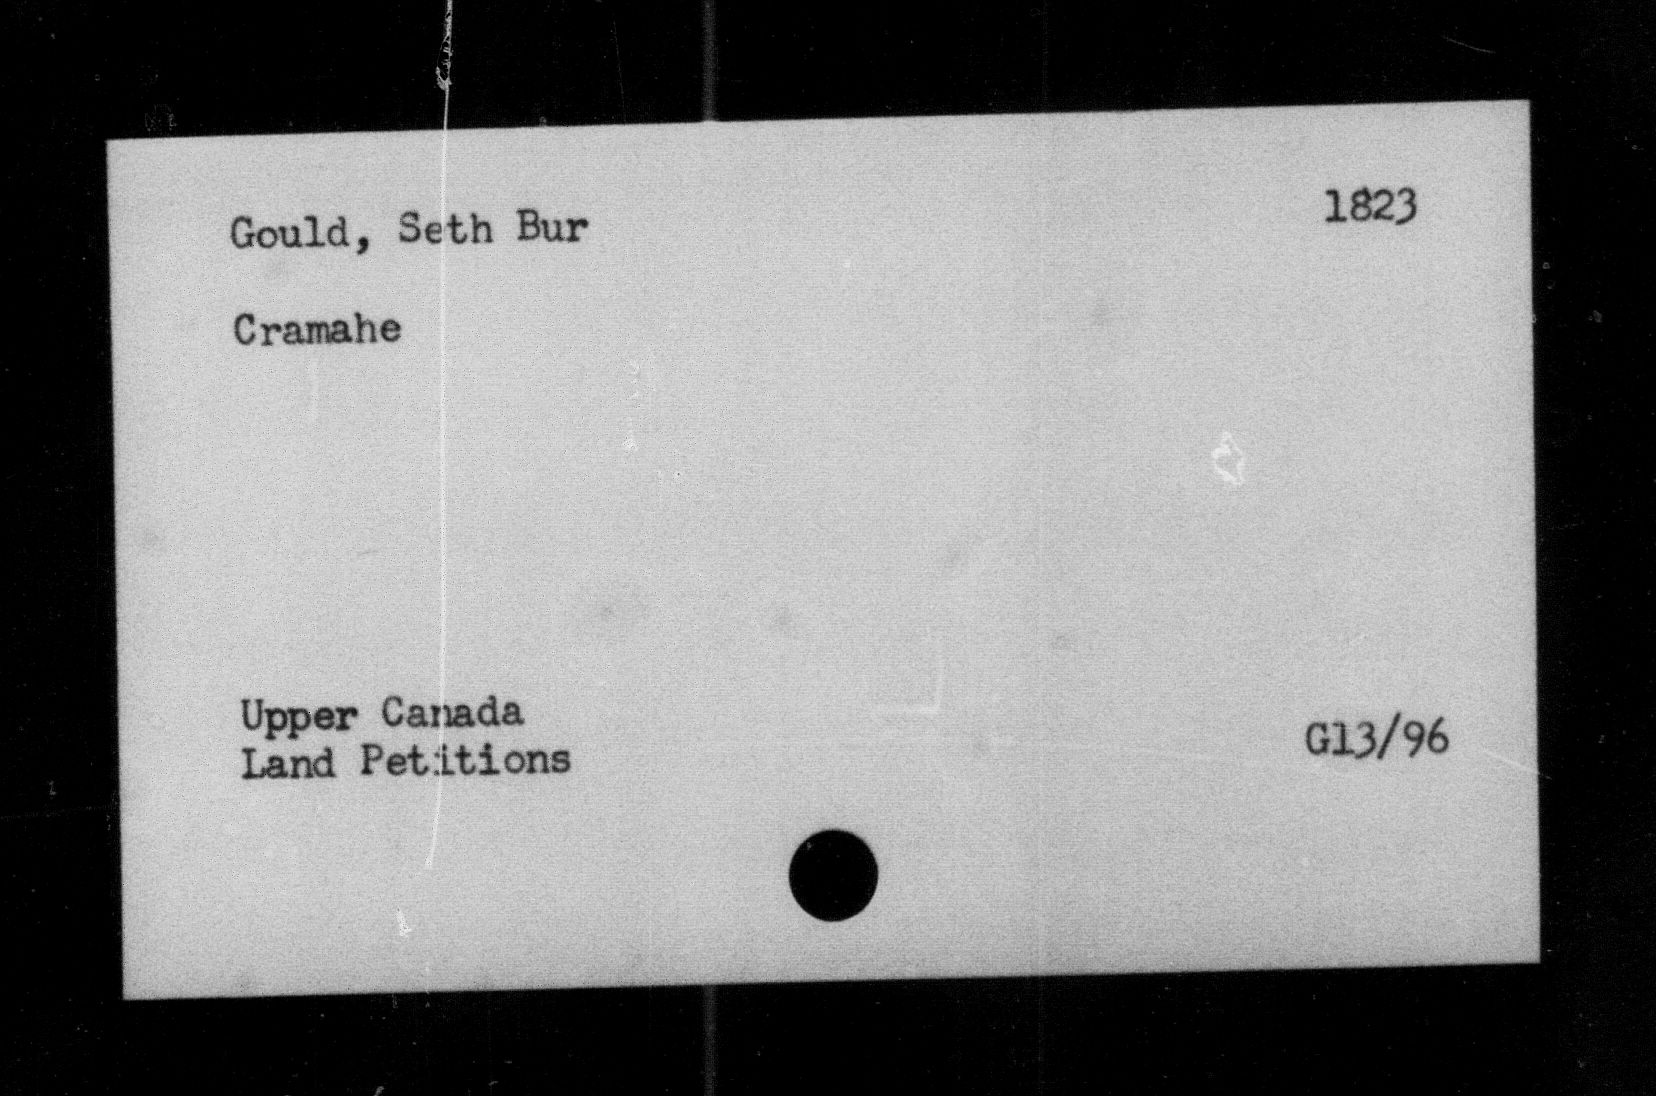 Gould, Seth Bur 1823
Cramahe
Upper Canada
Land Petitions G13/96